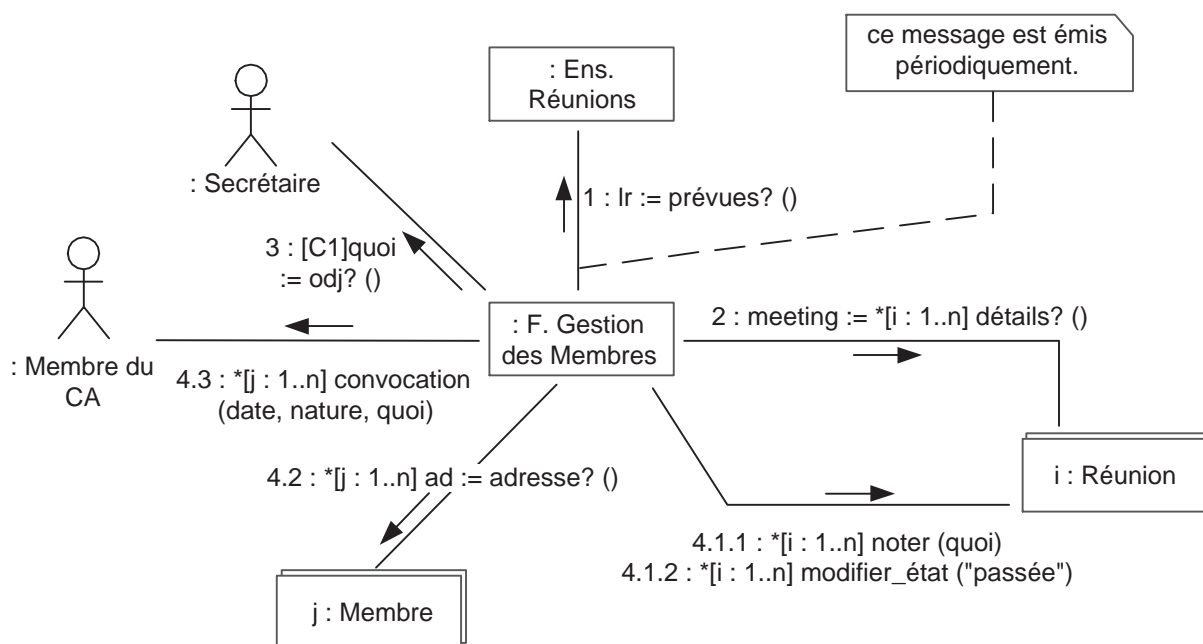 ce message est émis
périodiquement.
: Ens.
Réunions
: Secrétaire
1 : lr := prévues? ()
3 : [C1]quoi
:= odj? ()
: F. Gestion
des Membres
2 : meeting := *[i : 1..n] détails? ()
: Membre du
CA
4.3 : *[j : 1..n] convocation
(date, nature, quoi)
4.2 : *[j : 1..n] ad := adresse? ()
i : Réunion
4.1.1 : *[i : 1..n] noter (quoi)
4.1.2 : *[i : 1..n] modifier_état ("passée")
j : Membre